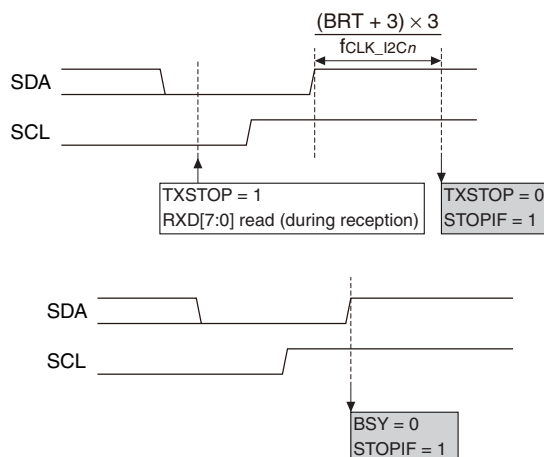 (BRT + 3) × 3
fCLK_I2Cn
SDA
SCL
TXSTOP = 1
RXD[7:0] read (during reception)
TXSTOP = 0
STOPIF = 1
SDA
SCL
BSY = 0
STOPIF = 1